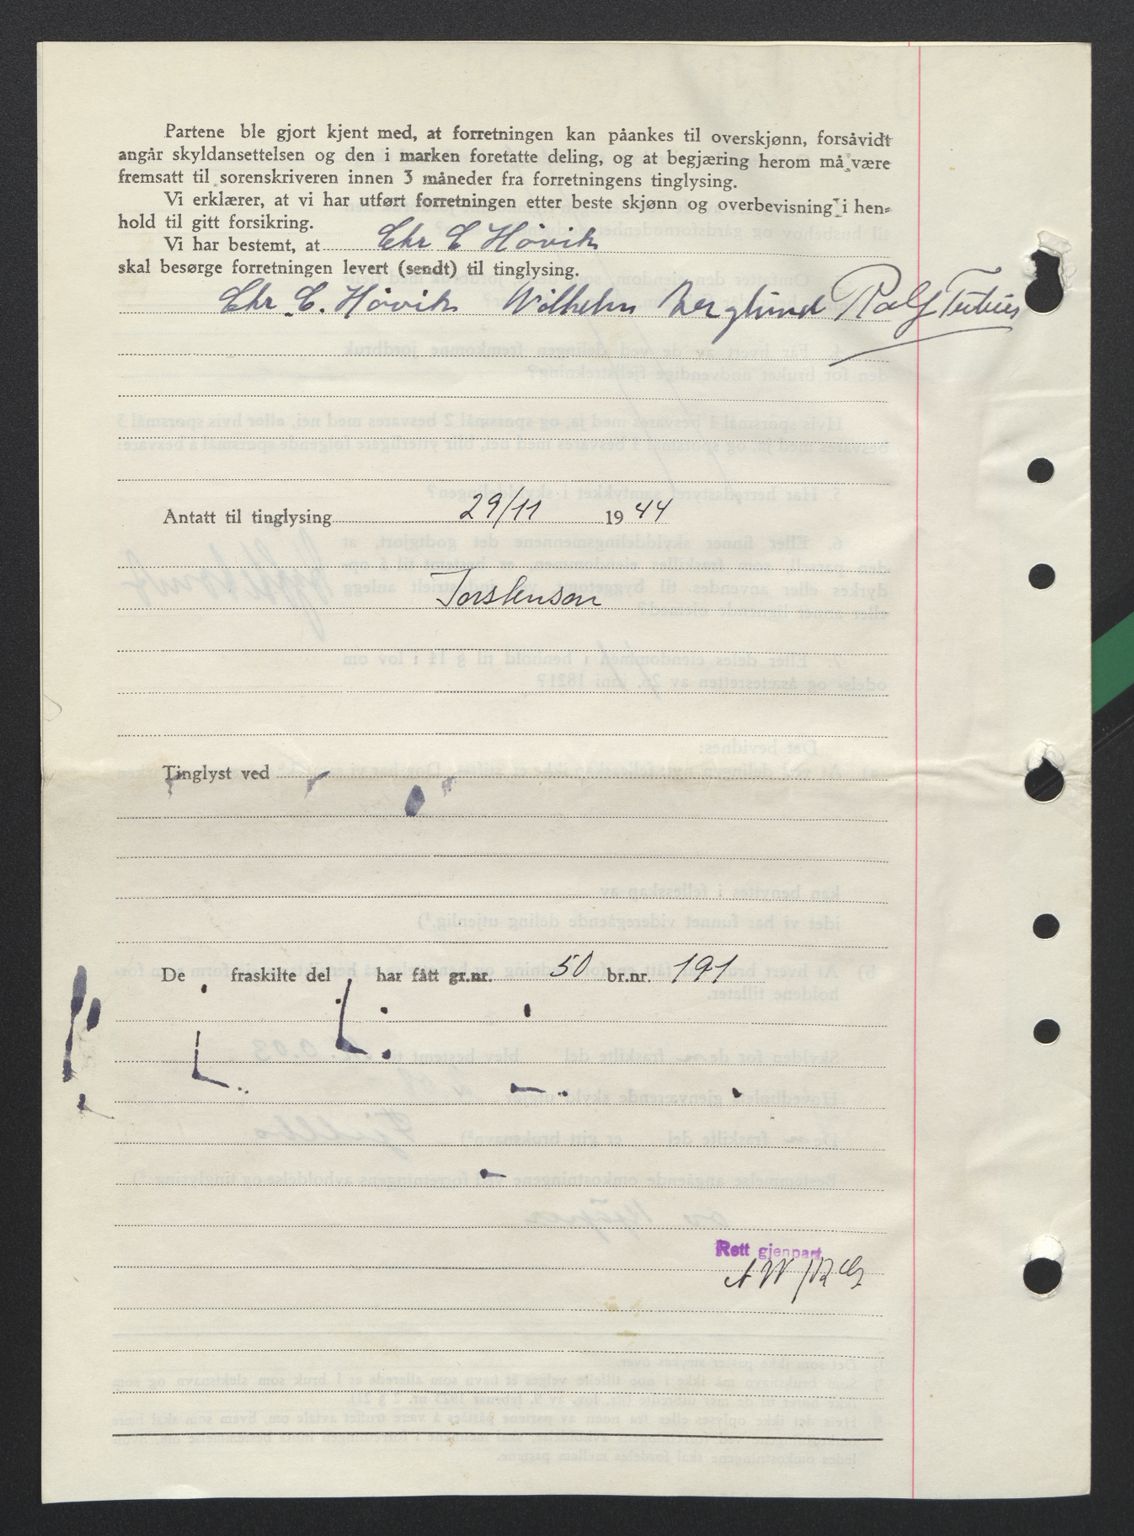 Partene ble gjort kjent med, at forretningen kan påankes til overskjønn, forsåvidt
angår skyldansettelsen og den i marken foretatte deling, og at begjæring herom må være
fremsatt til sorenskriveren innen 3 måneder fra forretningens tinglysing.
Vi erklærer, at vi har utført forretningen etter beste skjønn og overbevisning i hen-
hold til gitt forsikring.
Vi har bestemt, at Chr C Høvik
skal besørge forretningen levert (sendt) til tinglysing.
Chr. C. Høvik Wilhelm Berglund Ralf
Antatt til tinglysing 29/11 1944
Torstenson
Tinglyst ved
De fraskilte del har fått gr.nr. 50 br.nr. 191
Rett gjenpart